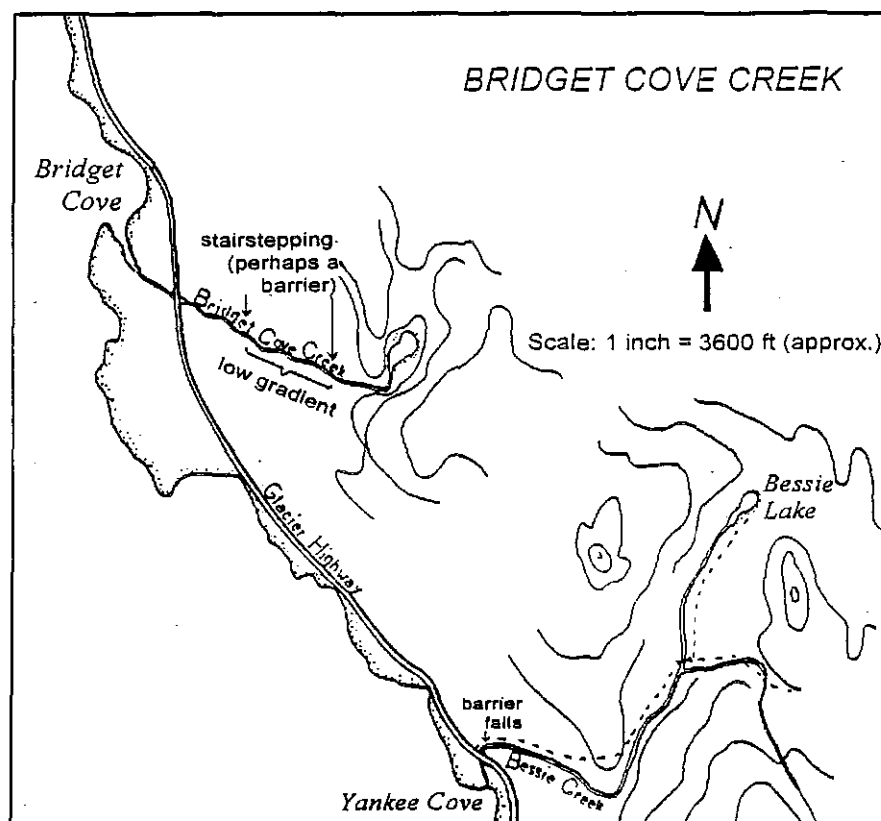 BRIDGET COVE CREEK
Bridget
Cove
N
stairstepping
(perhaps a
barrier)
Scale: 1 inch = 3600 ft (approx.)
Bridget Cove Creek
low gradient
Bessie
Lake
Glacier Highway
barrier
falls
Bessie Creek
Yankee Cove